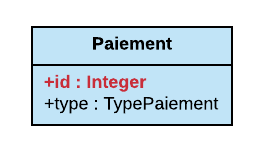 Paiement
+id : Integer
+type : TypePaiement